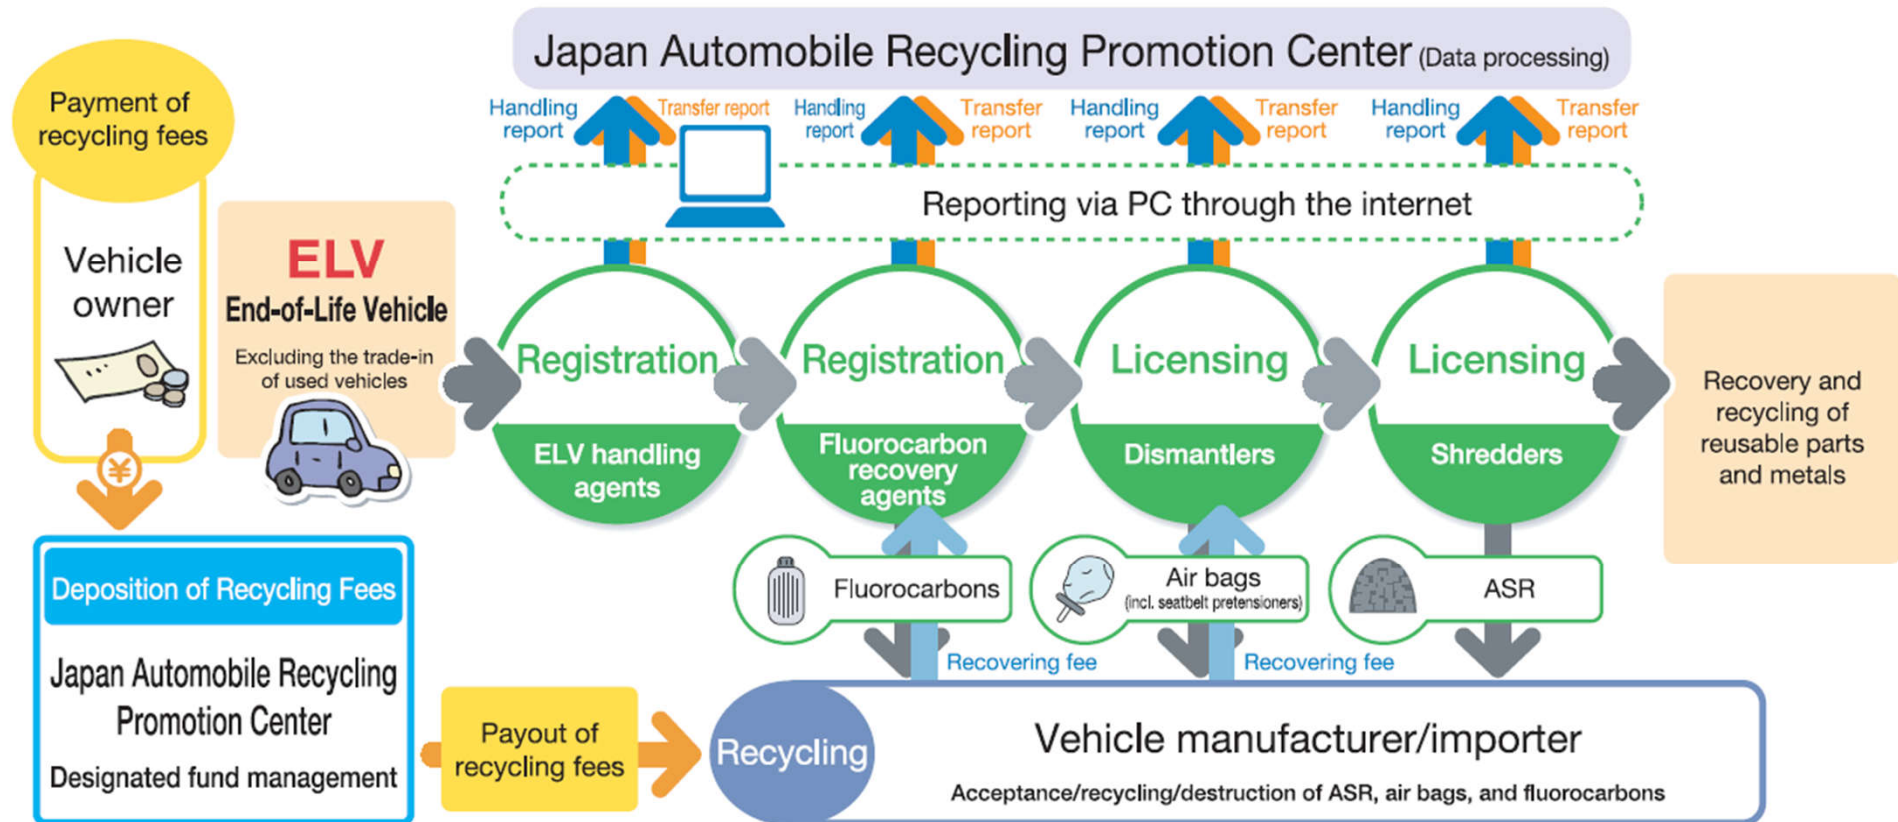 Japan Automobile Recycling Promotion Center (Data processing)
Payment of
recycling fees
Handling
report
Transfer report
Handling
report
Transfer
report
Handling
report
Transfer
report
Handling
report
Transfer
report
Reporting via PC through the internet
Vehicle
owner
ELV
End-of-Life Vehicle
Excluding the trade-in
of used vehicles
Registration
ELV handling
agents
Registration
Fluorocarbon
recovery
agents
Licensing
Dismantlers
Licensing
Shredders
Recovery and
recycling of
reusable parts
and metals
¥
Fluorocarbons
Air bags
(incl. seatbelt pretensioners)
ASR
Recovering fee
Recovering fee
Deposition of Recycling Fees
Japan Automobile Recycling
Promotion Center
Designated fund management
Payout of
recycling fees
Recycling
Vehicle manufacturer/importer
Acceptance/recycling/destruction of ASR, air bags, and fluorocarbons